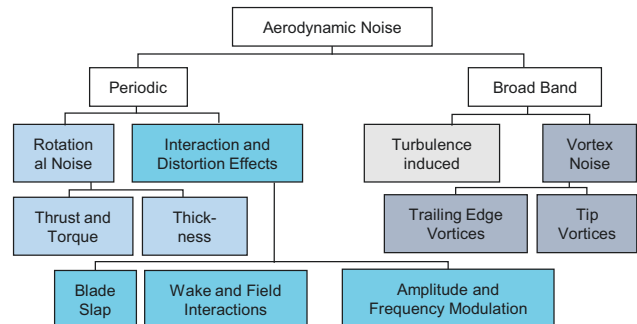 Aerodynamic Noise
Periodic
Broad Band
Rotation
al Noise
Interaction and
Distortion Effects
Turbulence
induced
Vortex
Noise
Thrust and
Torque
Thick-
ness
Trailing Edge
Vortices
Tip
Vortices
Blade
Slap
Wake and Field
Interactions
Amplitude and
Frequency Modulation